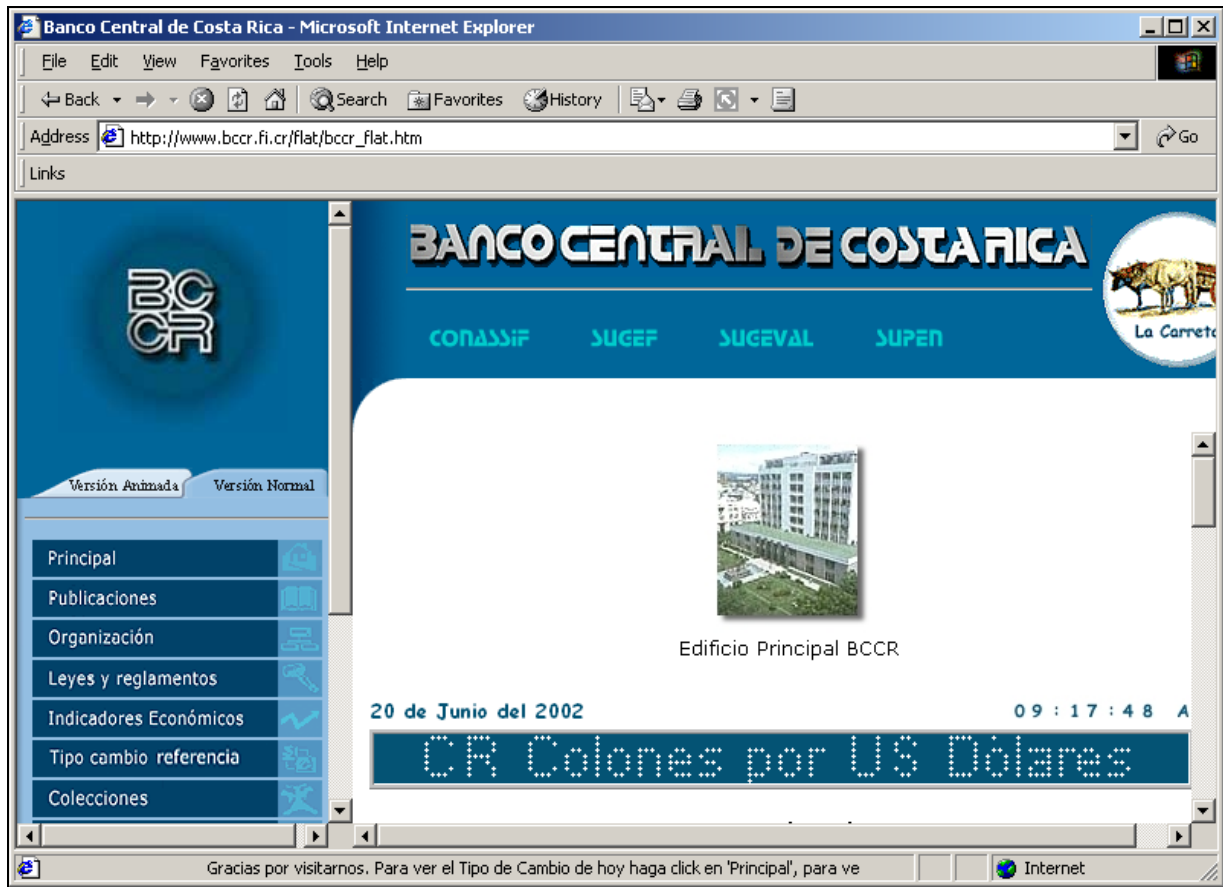 Banco Central de Costa Rica - Microsoft Internet Explorer
File Edit View Favorites Tools Help
Back Search Favorites History
Address http://www.bccr.fi.cr/flat/bccr_flat.htm Go
Links
BC
CR
BANCO CENTRAL DE COSTA RICA
CONASSIF SUGEF SUGEVAL SUPEN
La Carreta
Versión Animada Versión Normal
Principal
Publicaciones
Organización
Leyes y reglamentos
Indicadores Económicos
Tipo cambio referencia
Colecciones
Edificio Principal BCCR
20 de Junio del 2002 09:17:48 A
CR Colones por US Dólares
Gracias por visitarnos. Para ver el Tipo de Cambio de hoy haga click en 'Principal', para ve
Internet